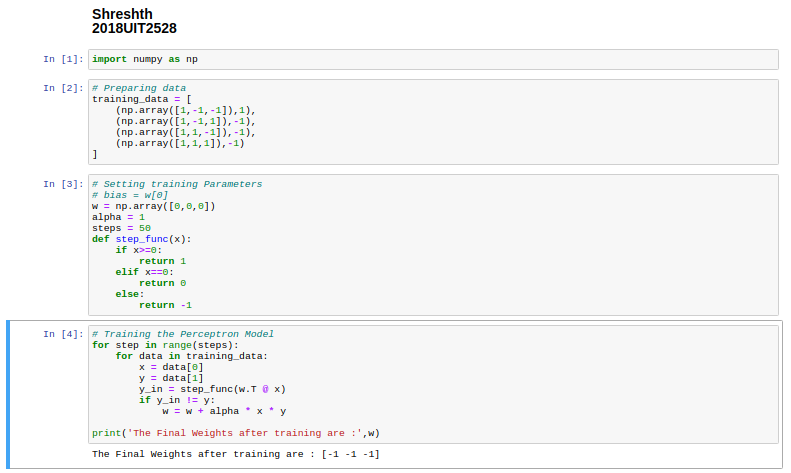 Shreshth
2018UIT2528
In [1]: import numpy as np
In [2]: # Preparing data
training_data = [
    (np.array([1,-1,-1]),1),
    (np.array([1,-1,1]),-1),
    (np.array([1,1,-1]),-1),
    (np.array([1,1,1]),-1)
]
In [3]: # Setting training Parameters
# bias = w[0]
w = np.array([0,0,0])
alpha = 1
steps = 50
def step_func(x):
    if x>=0:
        return 1
    elif x==0:
        return 0
    else:
        return -1
In [4]: # Training the Perceptron Model
for step in range(steps):
    for data in training_data:
        x = data[0]
        y = data[1]
        y_in = step_func(w.T @ x)
        if y_in != y:
            w = w + alpha * x * y
print('The Final Weights after training are :',w)
The Final Weights after training are : [-1 -1 -1]